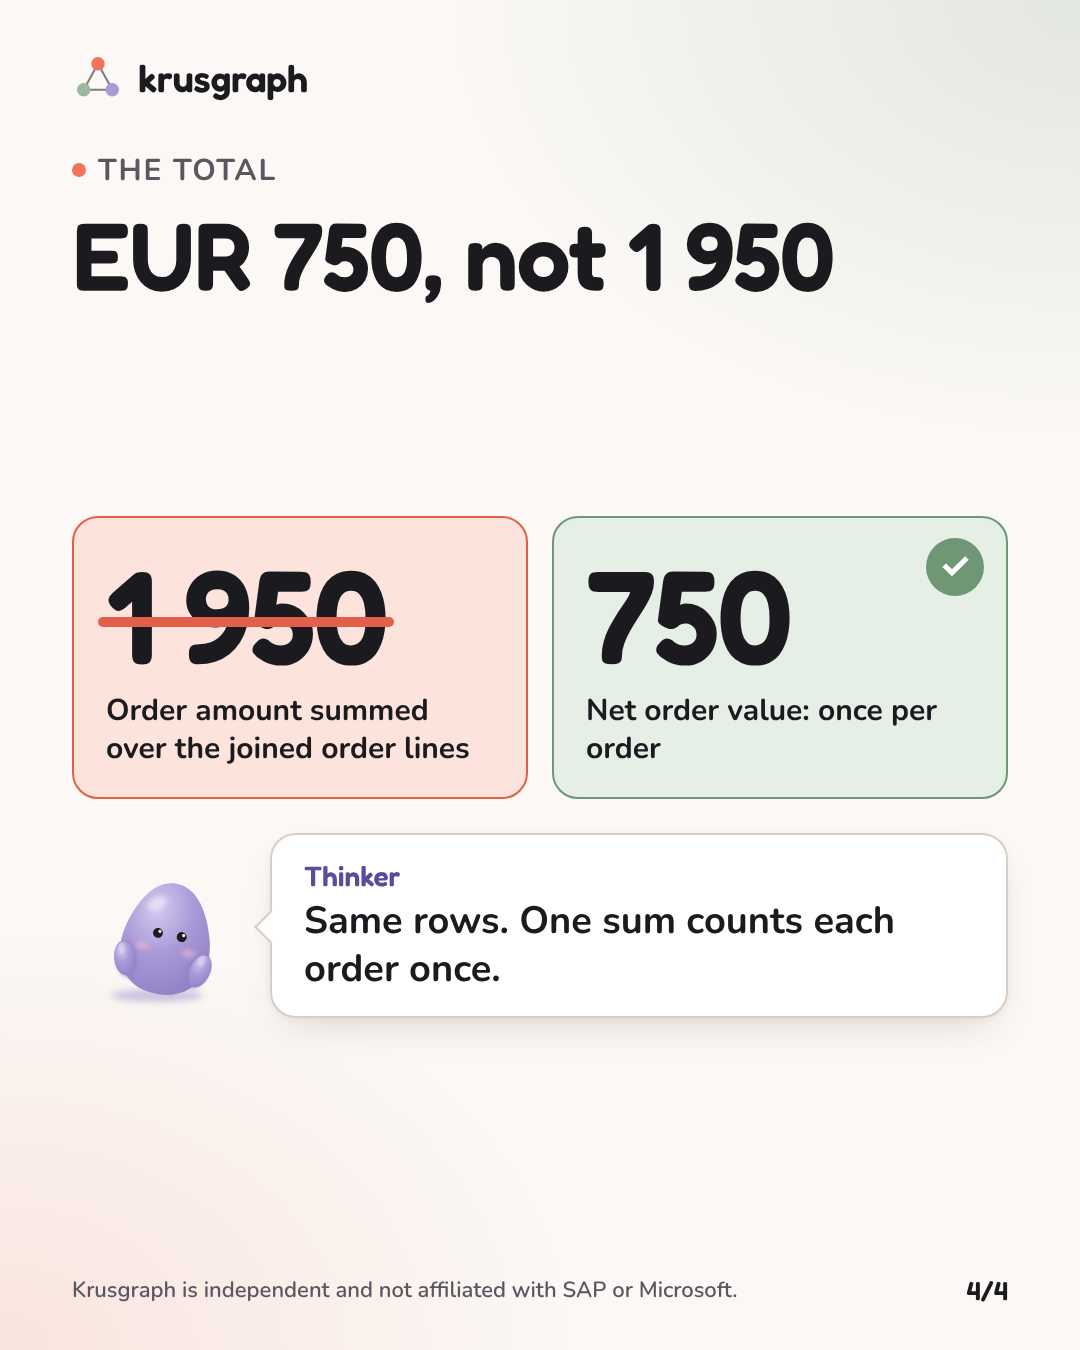 krusgraph
THE TOTAL
EUR 750, not 1 950
1 950
Order amount summed
over the joined order lines
750
Net order value: once per
order
Thinker
Same rows. One sum counts each
order once.
Krusgraph is independent and not affiliated with SAP or Microsoft.
4/4